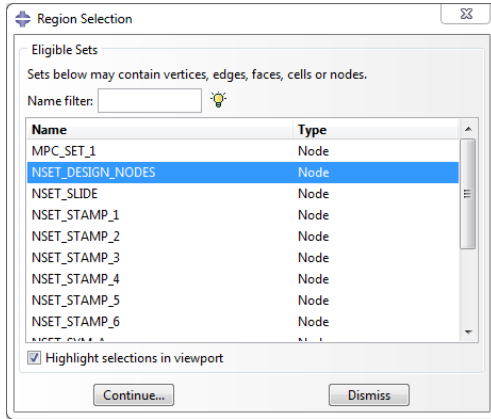 Region Selection
Eligible Sets
Sets below may contain vertices, edges, faces, cells or nodes.
Name filter:
Name Type
MPC_SET_1 Node
NSET_DESIGN_NODES Node
NSET_SLIDE Node
NSET_STAMP_1 Node
NSET_STAMP_2 Node
NSET_STAMP_3 Node
NSET_STAMP_4 Node
NSET_STAMP_5 Node
NSET_STAMP_6 Node
Highlight selections in viewport
Continue... Dismiss